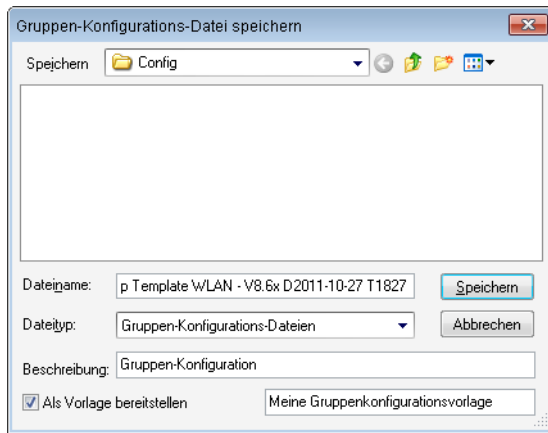 Gruppen-Konfigurations-Datei speichern
Speichern Config
Dateiname: p Template WLAN - V8.6x D2011-10-27 T1827 Speichern
Dateityp: Gruppen-Konfigurations-Dateien Abbrechen
Beschreibung: Gruppen-Konfiguration
Als Vorlage bereitstellen Meine Gruppenkonfigurationsvorlage